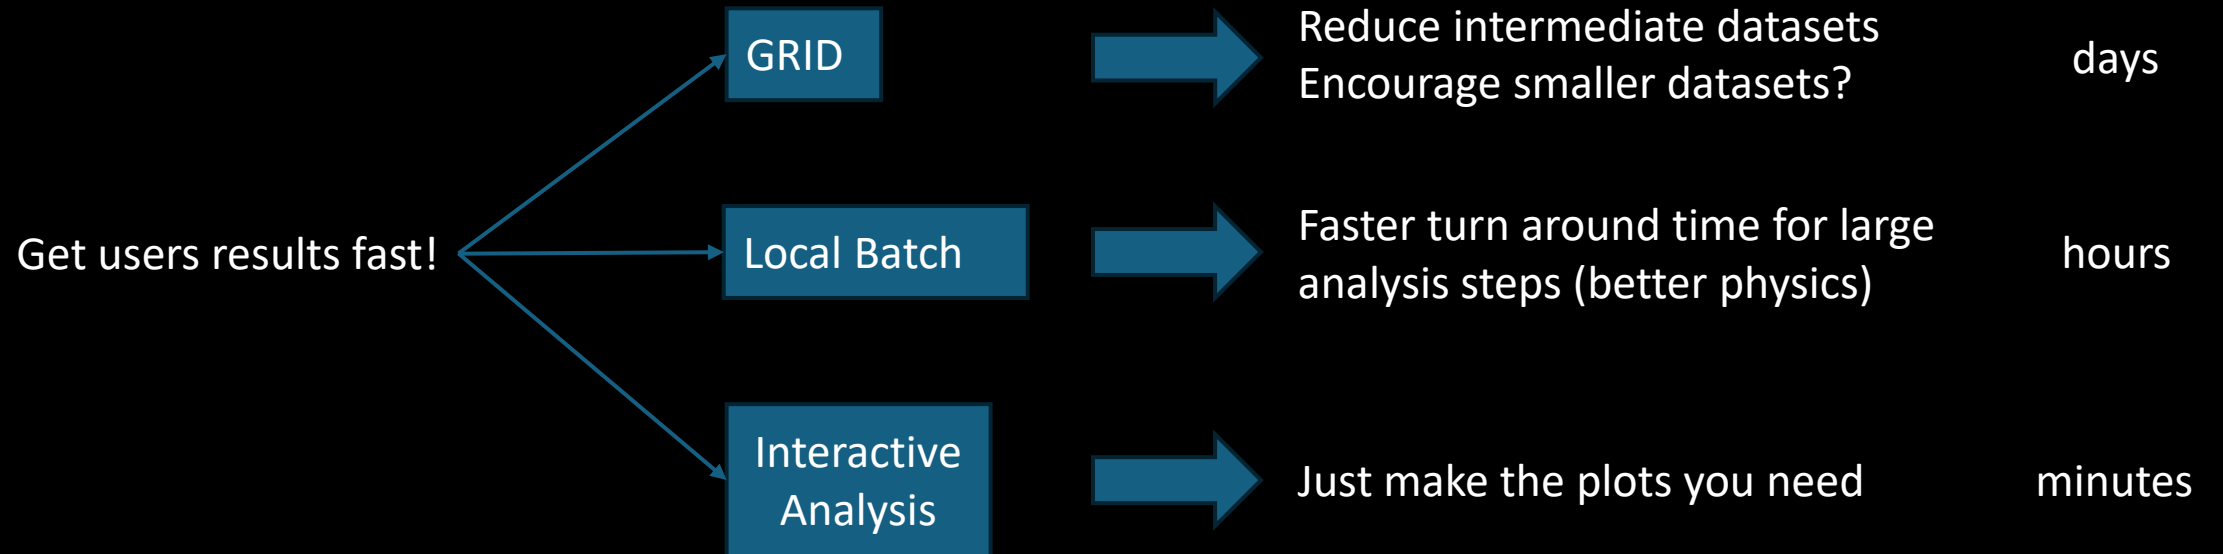 GRID
Reduce intermediate datasets
Encourage smaller datasets?
days
Get users results fast!
Local Batch
Faster turn around time for large
analysis steps (better physics)
hours
Interactive
Analysis
Just make the plots you need
minutes